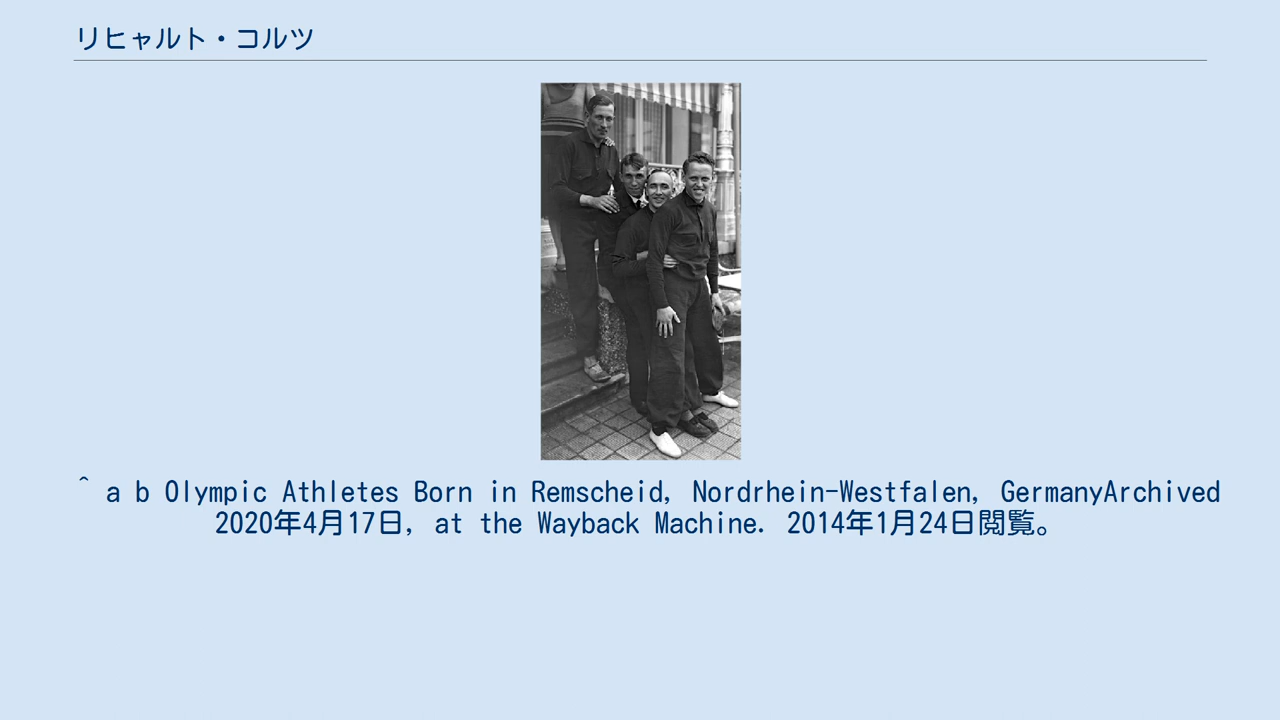 リヒャルト・コルツ
^ a b Olympic Athletes Born in Remscheid, Nordrhein-Westfalen, GermanyArchived
2020年4月17日, at the Wayback Machine. 2014年1月24日閲覧。